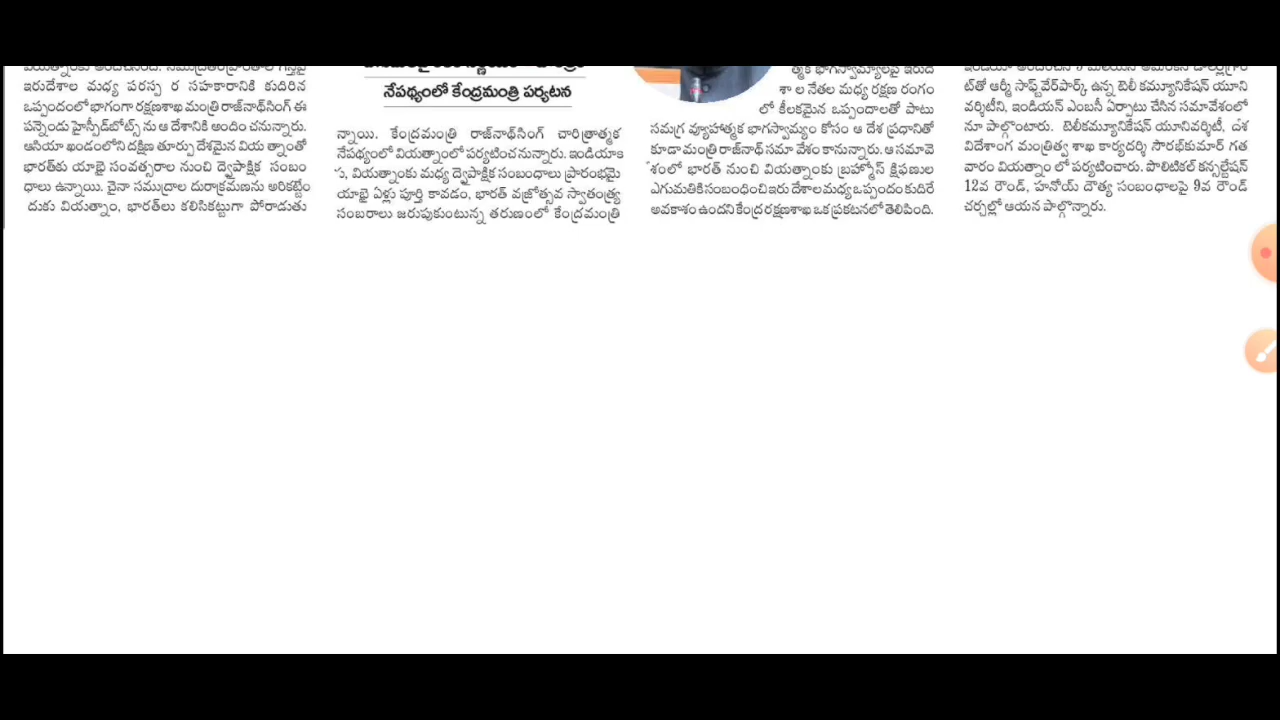 ఇరుదేశాల మధ్య పరస్ప ర సహకారానికి కుదిరిన
ఒప్పందంలో భాగంగా రక్షణశాఖ మంత్రి రాజ్‌నాథ్‌సింగ్ ఈ
పన్నెండు హైస్పీడ్‌బోట్స్ ను ఆ దేశానికి అందిం చనున్నారు.
ఆసియా ఖండంలోని దక్షిణ తూర్పు దేశమైన వియ త్నాంతో
భారత్‌కు యాభై సంవత్సరాల నుంచి ద్వైపాక్షిక సంబం
ధాలు ఉన్నాయి. చైనా సముద్రాల దురాక్రమణను అరికట్టేం
దుకు వియత్నాం, భారత్‌లు కలిసికట్టుగా పోరాడుతు
నేపథ్యంలో కేంద్రమంత్రి పర్యటన
న్నాయి. కేంద్రమంత్రి రాజ్‌నాథ్‌సింగ్ చారిత్రాత్మక
నేపథ్యంలో వియత్నాంలో పర్యటించ నున్నారు. ఇండియాకు
, వియత్నాంకు మధ్య ద్వైపాక్షిక సంబంధాలు ప్రారంభమై
యాభై ఏళ్లు పూర్తి కావడం, భారత్ వజ్రోత్సవ స్వాతంత్ర్య
సంబరాలు జరుపుకుంటున్న తరుణంలో కేంద్రమంత్రి
త్మక భాగస్వామ్యాలపై ఇరుదే
శా ల నేతల మధ్య రక్షణ రంగం
లో కీలకమైన ఒప్పందాలతో పాటు
సమగ్ర వ్యూహాత్మక భాగస్వామ్యం కోసం ఆ దేశ ప్రధానితో
కూడా మంత్రి రాజ్‌నాథ్ సమా వేశం కానున్నారు. ఆ సమావే
శంలో భారత్ నుంచి వియత్నాంకు బ్రహ్మోస్ క్షిపణుల
ఎగుమతికి సంబంధించి ఇరు దేశాల మధ్య ఒప్పందం కుదిరే
అవకాశం ఉందని కేంద్ర రక్షణశాఖ ఒక ప్రకటనలో తెలిపింది.
ట్‌తో ఆర్మీ సాఫ్ట్‌వేర్‌పార్క్ ఉన్న టెలీ కమ్యూనికేషన్ యూని
వర్శిటీని, ఇండియన్ ఎంబసీ ఏర్పాటు చేసిన సమావేశంలో
నూ పాల్గొంటారు. టెలీకమ్యూనికేషన్ యూనివర్శిటీ, దేశ
విదేశాంగ మంత్రిత్వ శాఖ కార్యదర్శి సౌరభ్‌కుమార్ గత
వారం వియత్నాం లో పర్యటించారు. పొలిటికల్ కన్సల్టేషన్
12వ రౌండ్, హనోయ్ దౌత్య సంబంధాలపై 9వ రౌండ్
చర్చల్లో ఆయన పాల్గొన్నారు.